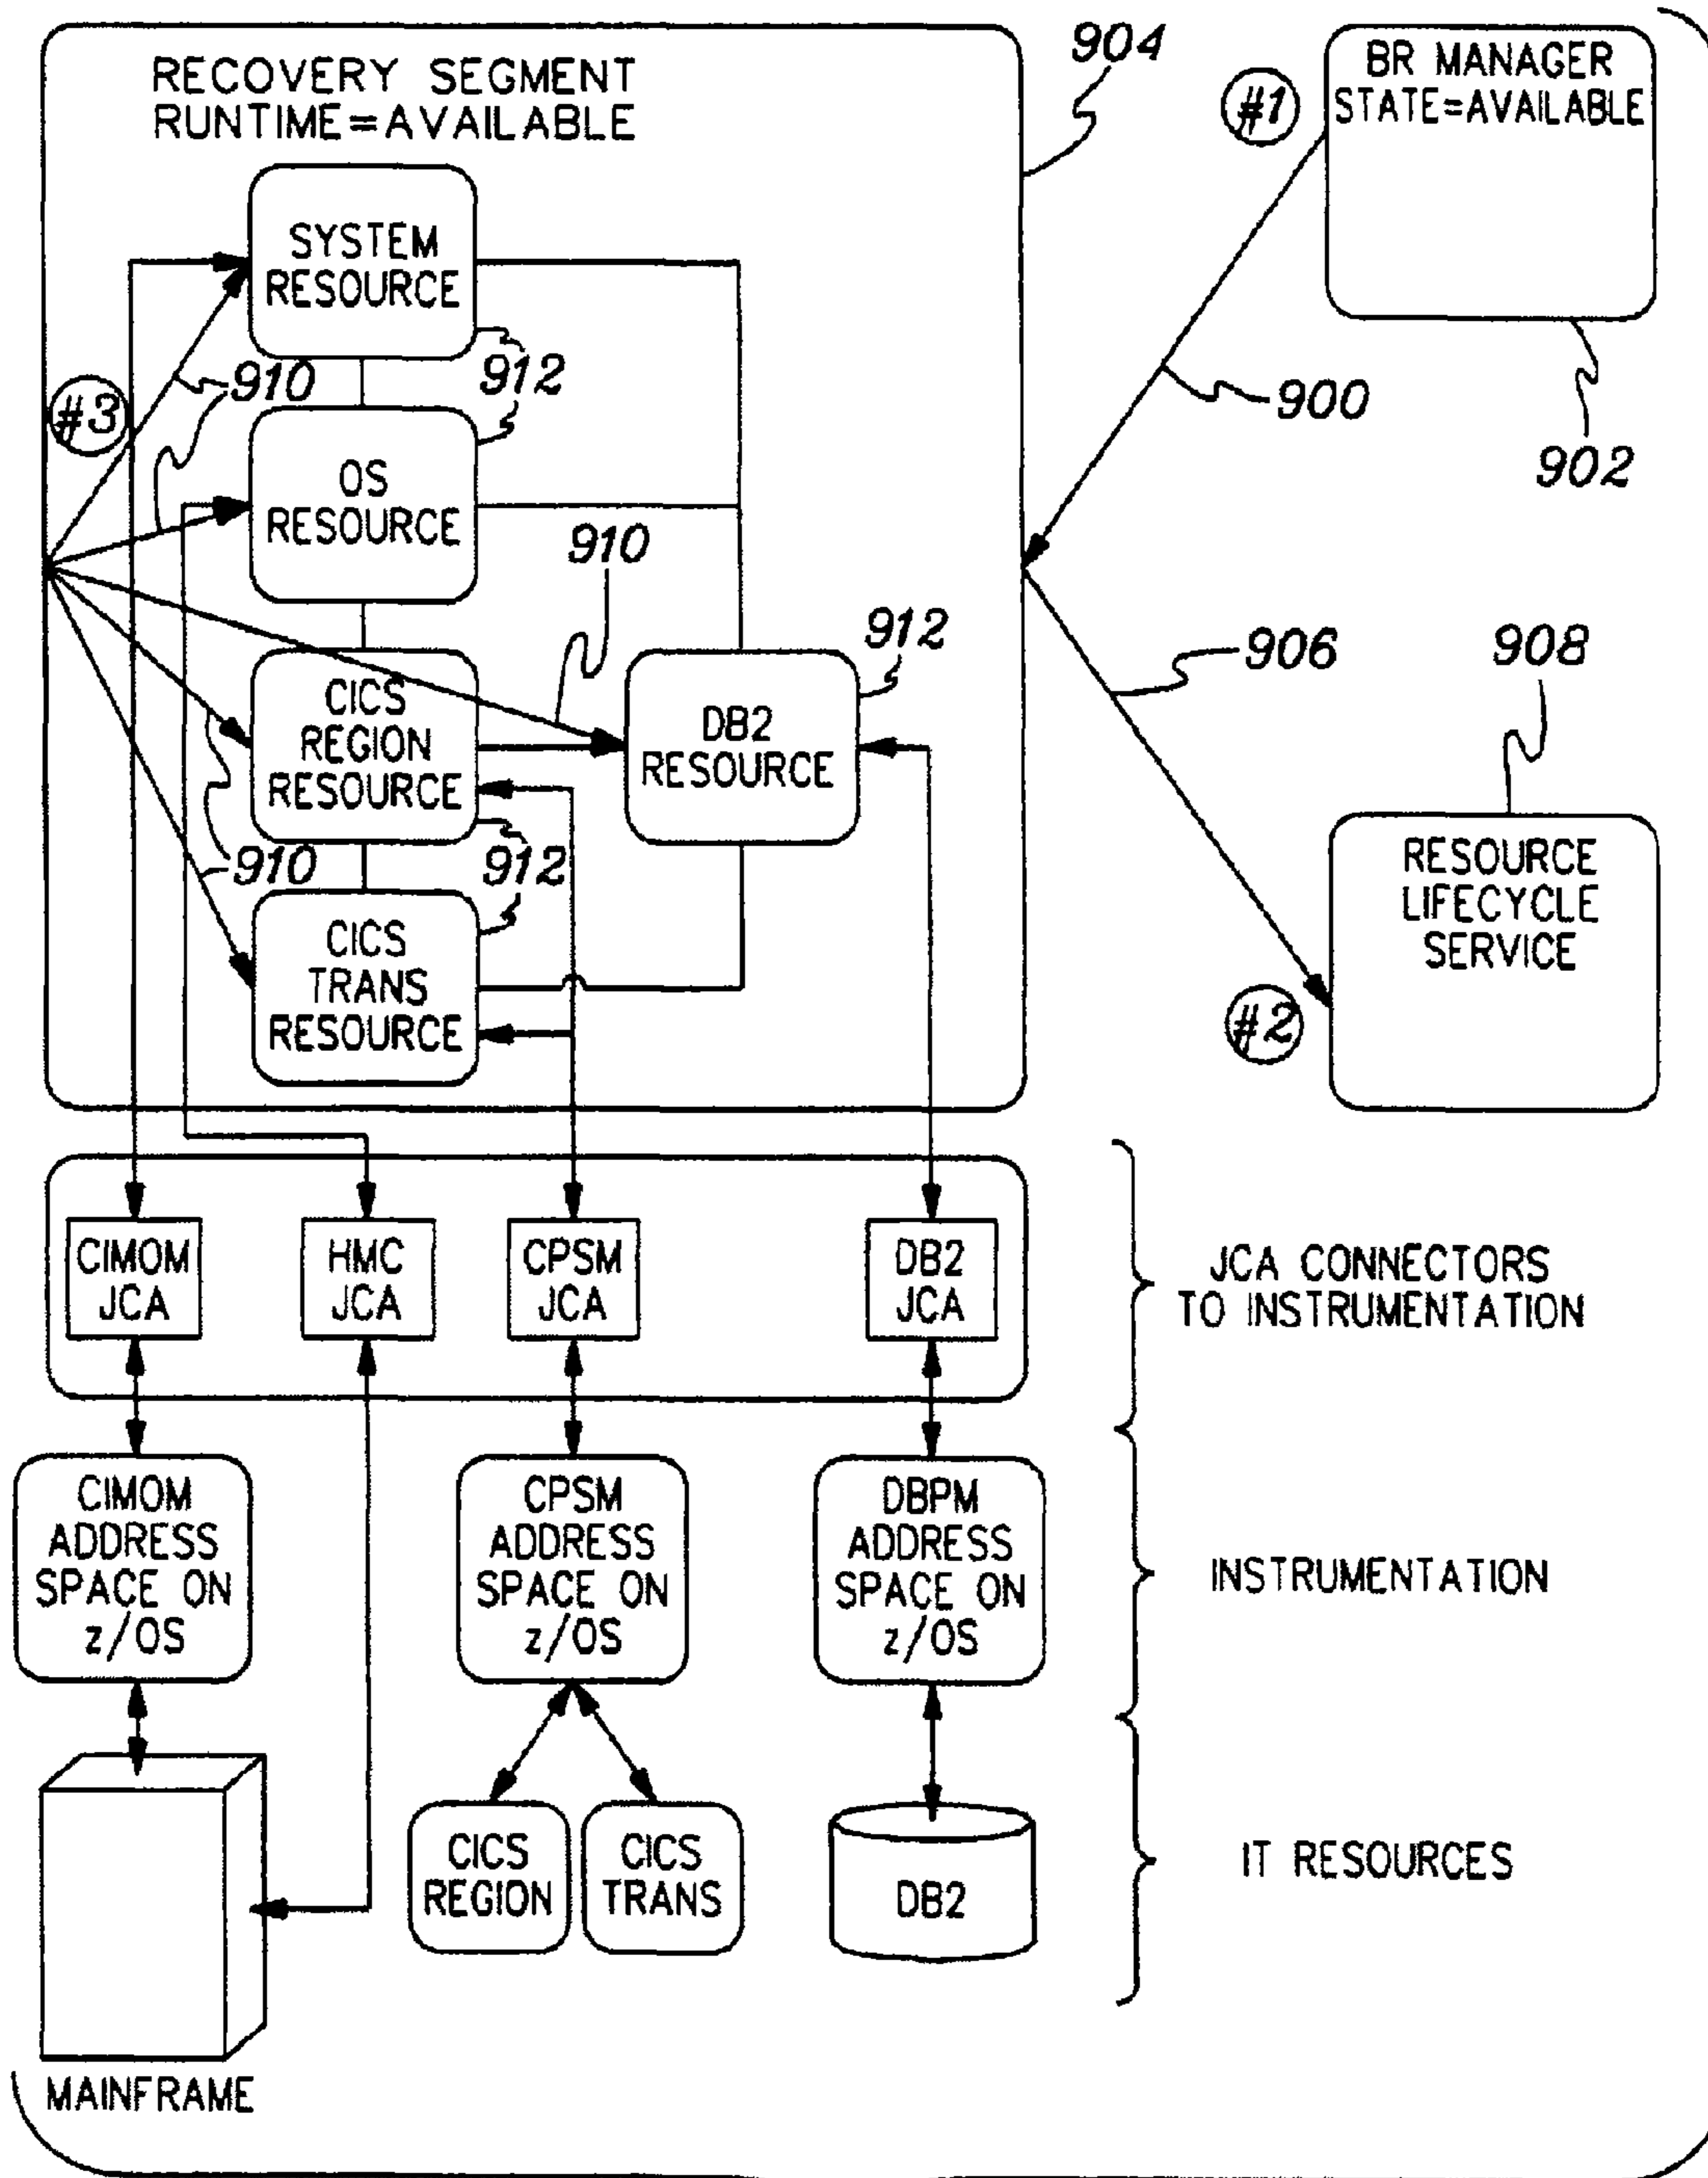 RECOVERY SEGMENT
RUNTIME=AVAILABLE
904
#1
BR MANAGER
STATE=AVAILABLE
SYSTEM
RESOURCE
#3
910
912
900
902
OS
RESOURCE
910
912
906
908
CICS
REGION
RESOURCE
DB2
RESOURCE
910
912
RESOURCE
LIFECYCLE
SERVICE
CICS
TRANS
RESOURCE
#2
CIMOM
JCA
HMC
JCA
CPSM
JCA
DB2
JCA
JCA CONNECTORS
TO INSTRUMENTATION
CIMOM
ADDRESS
SPACE ON
z/OS
CPSM
ADDRESS
SPACE ON
z/OS
DBPM
ADDRESS
SPACE ON
z/OS
INSTRUMENTATION
CICS
REGION
CICS
TRANS
DB2
IT RESOURCES
MAINFRAME
912